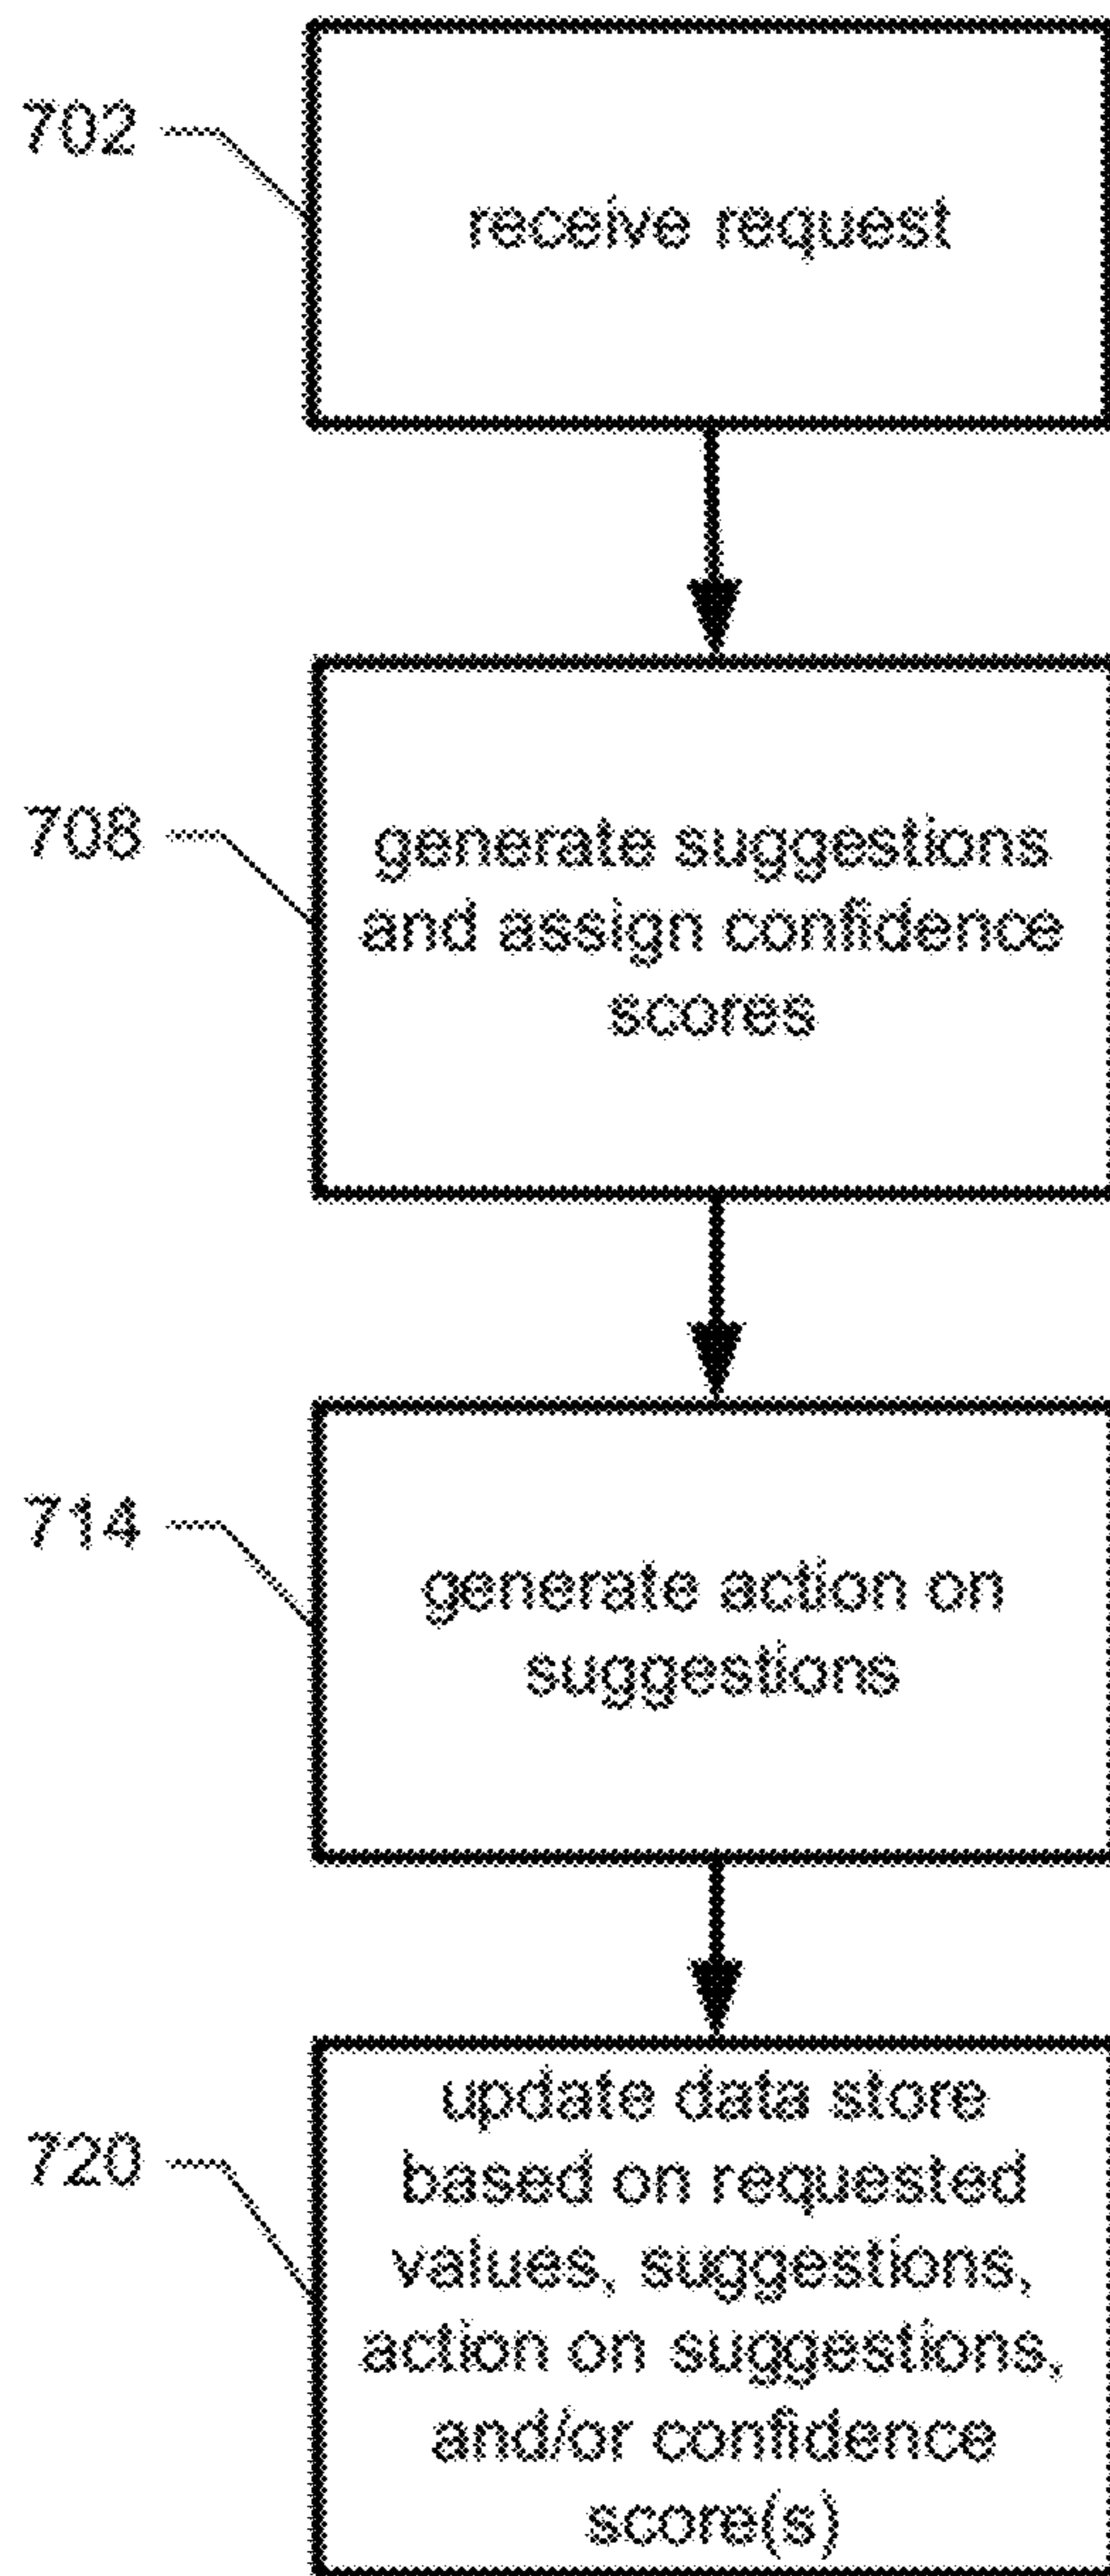 702
receive request
708
generate suggestions
and assign confidence
scores
714
generate action on
suggestions
720
update data store
based on requested
values, suggestions,
action on suggestions,
and/or confidence
score(s)